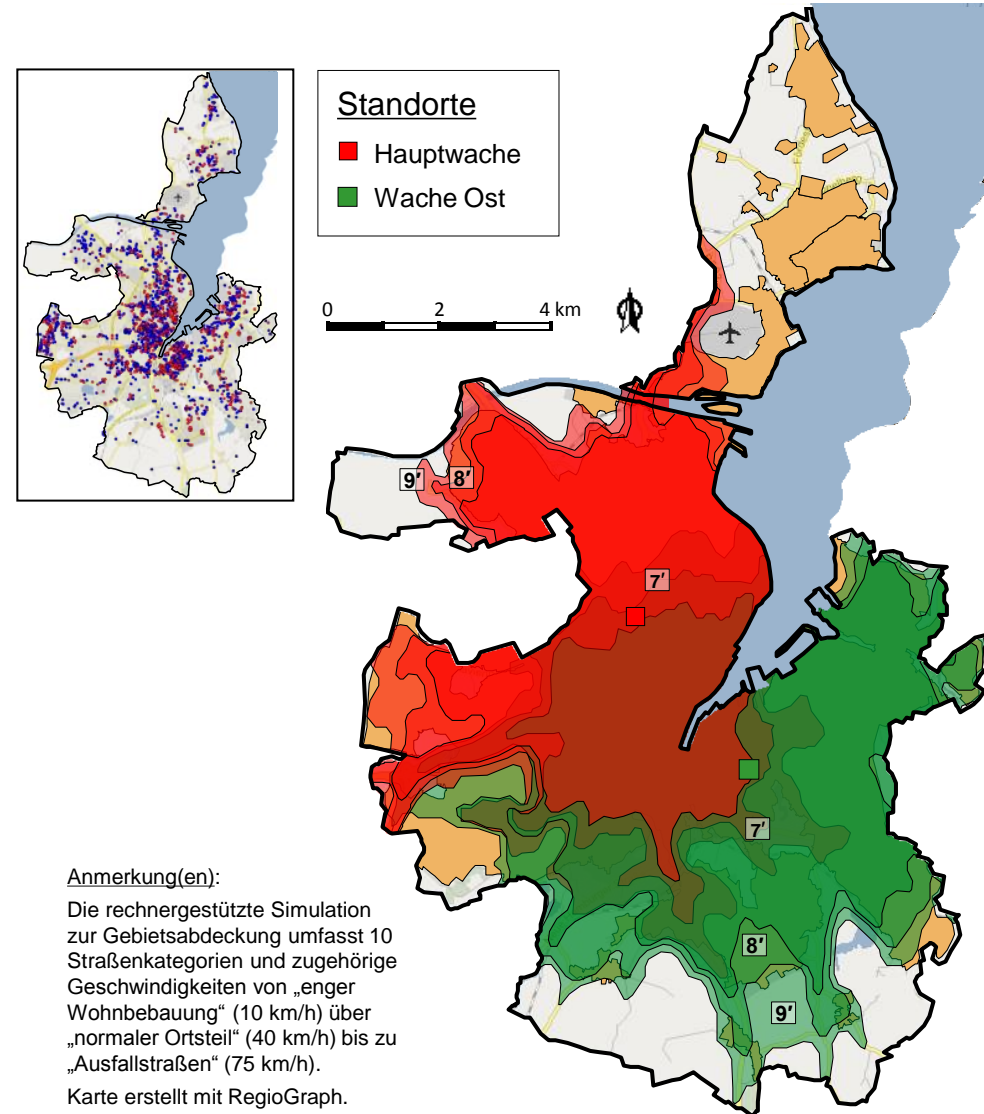 Standorte
Hauptwache
Wache Ost
0 2 4 km
9′ 8′
7′
7′
8′
9′
Anmerkung(en):
Die rechnergestützte Simulation
zur Gebietsabdeckung umfasst 10
Straßenkategorien und zugehörige
Geschwindigkeiten von „enger
Wohnbebauung“ (10 km/h) über
„normaler Ortsteil“ (40 km/h) bis zu
„Ausfallstraßen“ (75 km/h).
Karte erstellt mit RegioGraph.